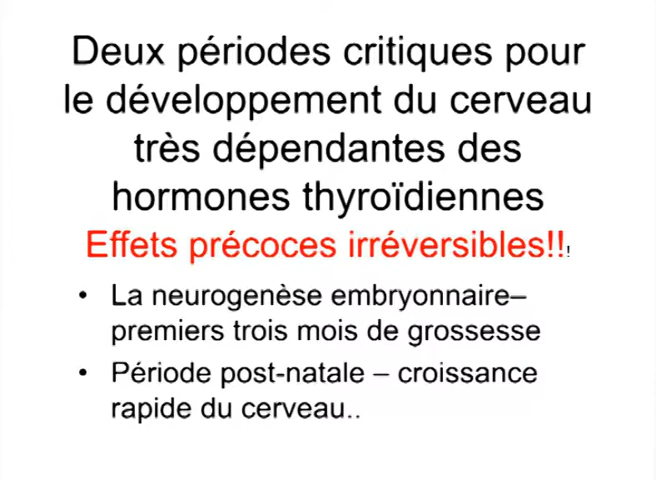 Deux périodes critiques pour
le développement du cerveau
très dépendantes des
hormones thyroïdiennes
Effets précoces irréversibles!!!
• La neurogenèse embryonnaire–
premiers trois mois de grossesse
• Période post-natale – croissance
rapide du cerveau..